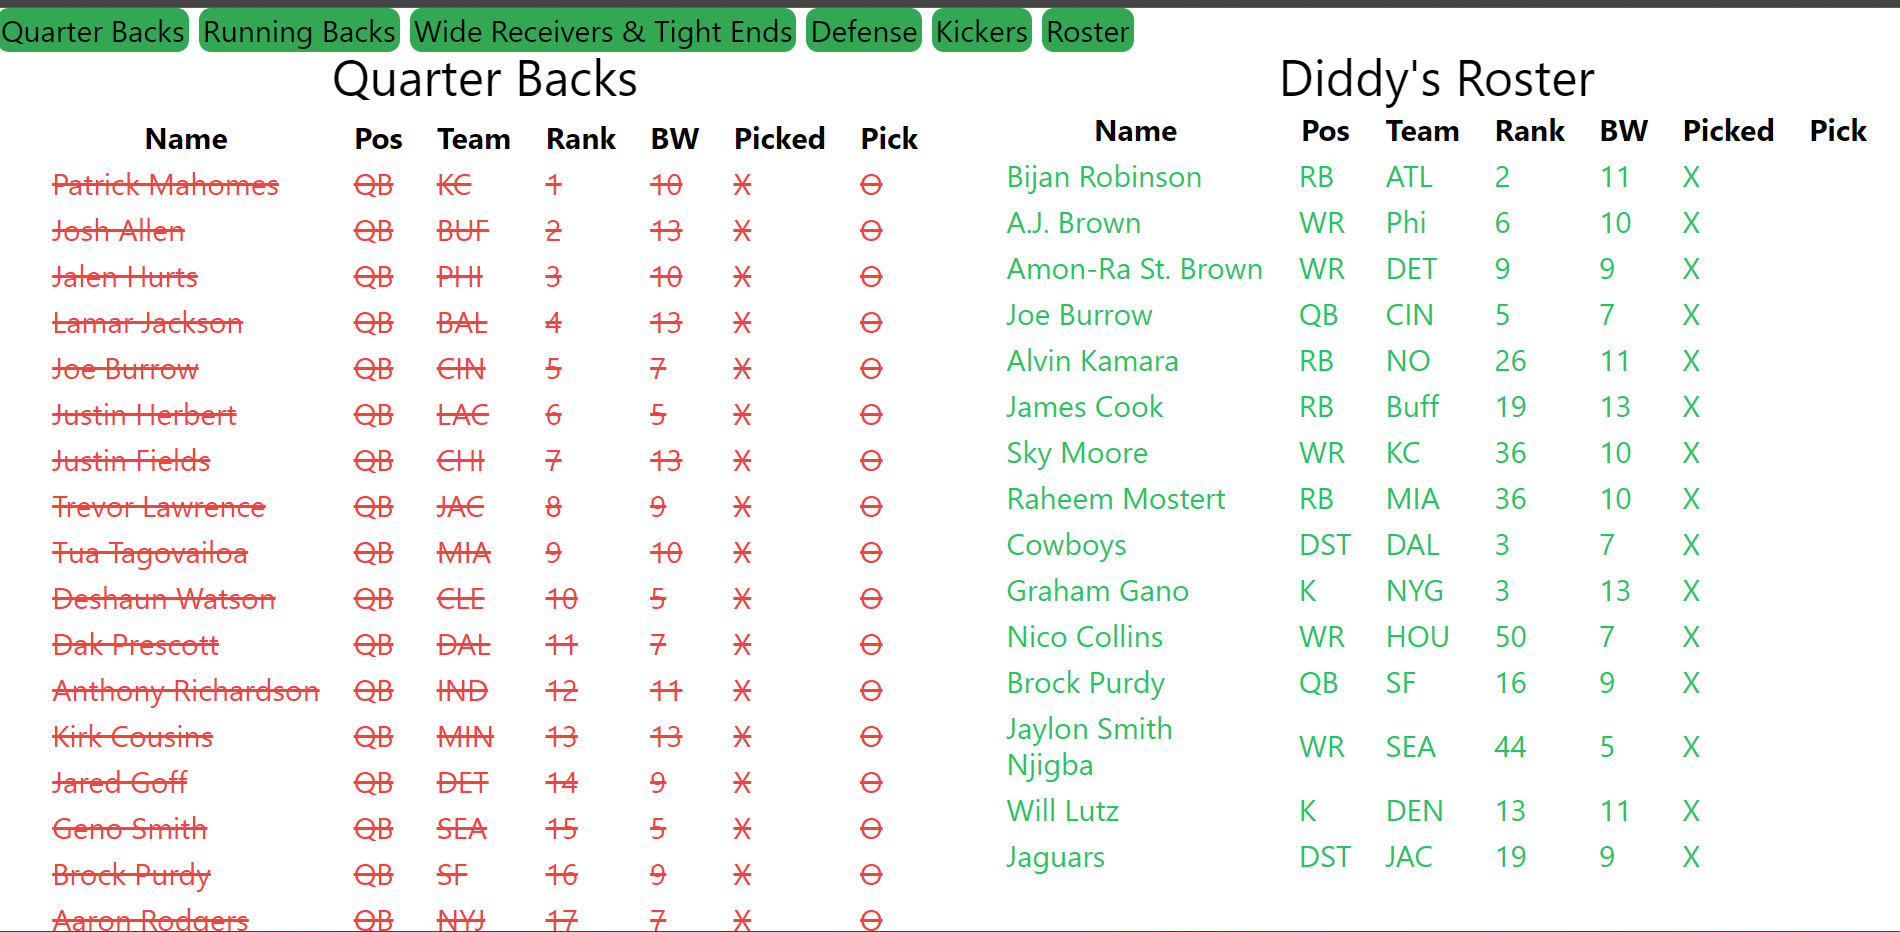 Quarter Backs Running Backs Wide Receivers & Tight Ends Defense Kickers Roster
Quarter Backs
Name Pos Team Rank BW Picked Pick
Patrick Mahomes QB KC 1 10 X O
Josh Allen QB BUF 2 13 X O
Jalen Hurts QB PHI 3 10 X O
Lamar Jackson QB BAL 4 13 X O
Joe Burrow QB CIN 5 7 X O
Justin Herbert QB LAC 6 5 X O
Justin Fields QB CHI 7 13 X O
Trevor Lawrence QB JAC 8 9 X O
Tua Tagovailoa QB MIA 9 10 X O
Deshaun Watson QB CLE 10 5 X O
Dak Prescott QB DAL 11 7 X O
Anthony Richardson QB IND 12 11 X O
Kirk Cousins QB MIN 13 13 X O
Jared Goff QB DET 14 9 X O
Geno Smith QB SEA 15 5 X O
Brock Purdy QB SF 16 9 X O
Aaron Rodgers QB NYJ 17 7 X O
Diddy's Roster
Name Pos Team Rank BW Picked Pick
Bijan Robinson RB ATL 2 11 X
A.J. Brown WR Phi 6 10 X
Amon-Ra St. Brown WR DET 9 9 X
Joe Burrow QB CIN 5 7 X
Alvin Kamara RB NO 26 11 X
James Cook RB Buff 19 13 X
Sky Moore WR KC 36 10 X
Raheem Mostert RB MIA 36 10 X
Cowboys DST DAL 3 7 X
Graham Gano K NYG 3 13 X
Nico Collins WR HOU 50 7 X
Brock Purdy QB SF 16 9 X
Jaylon Smith
Njigba WR SEA 44 5 X
Will Lutz K DEN 13 11 X
Jaguars DST JAC 19 9 X